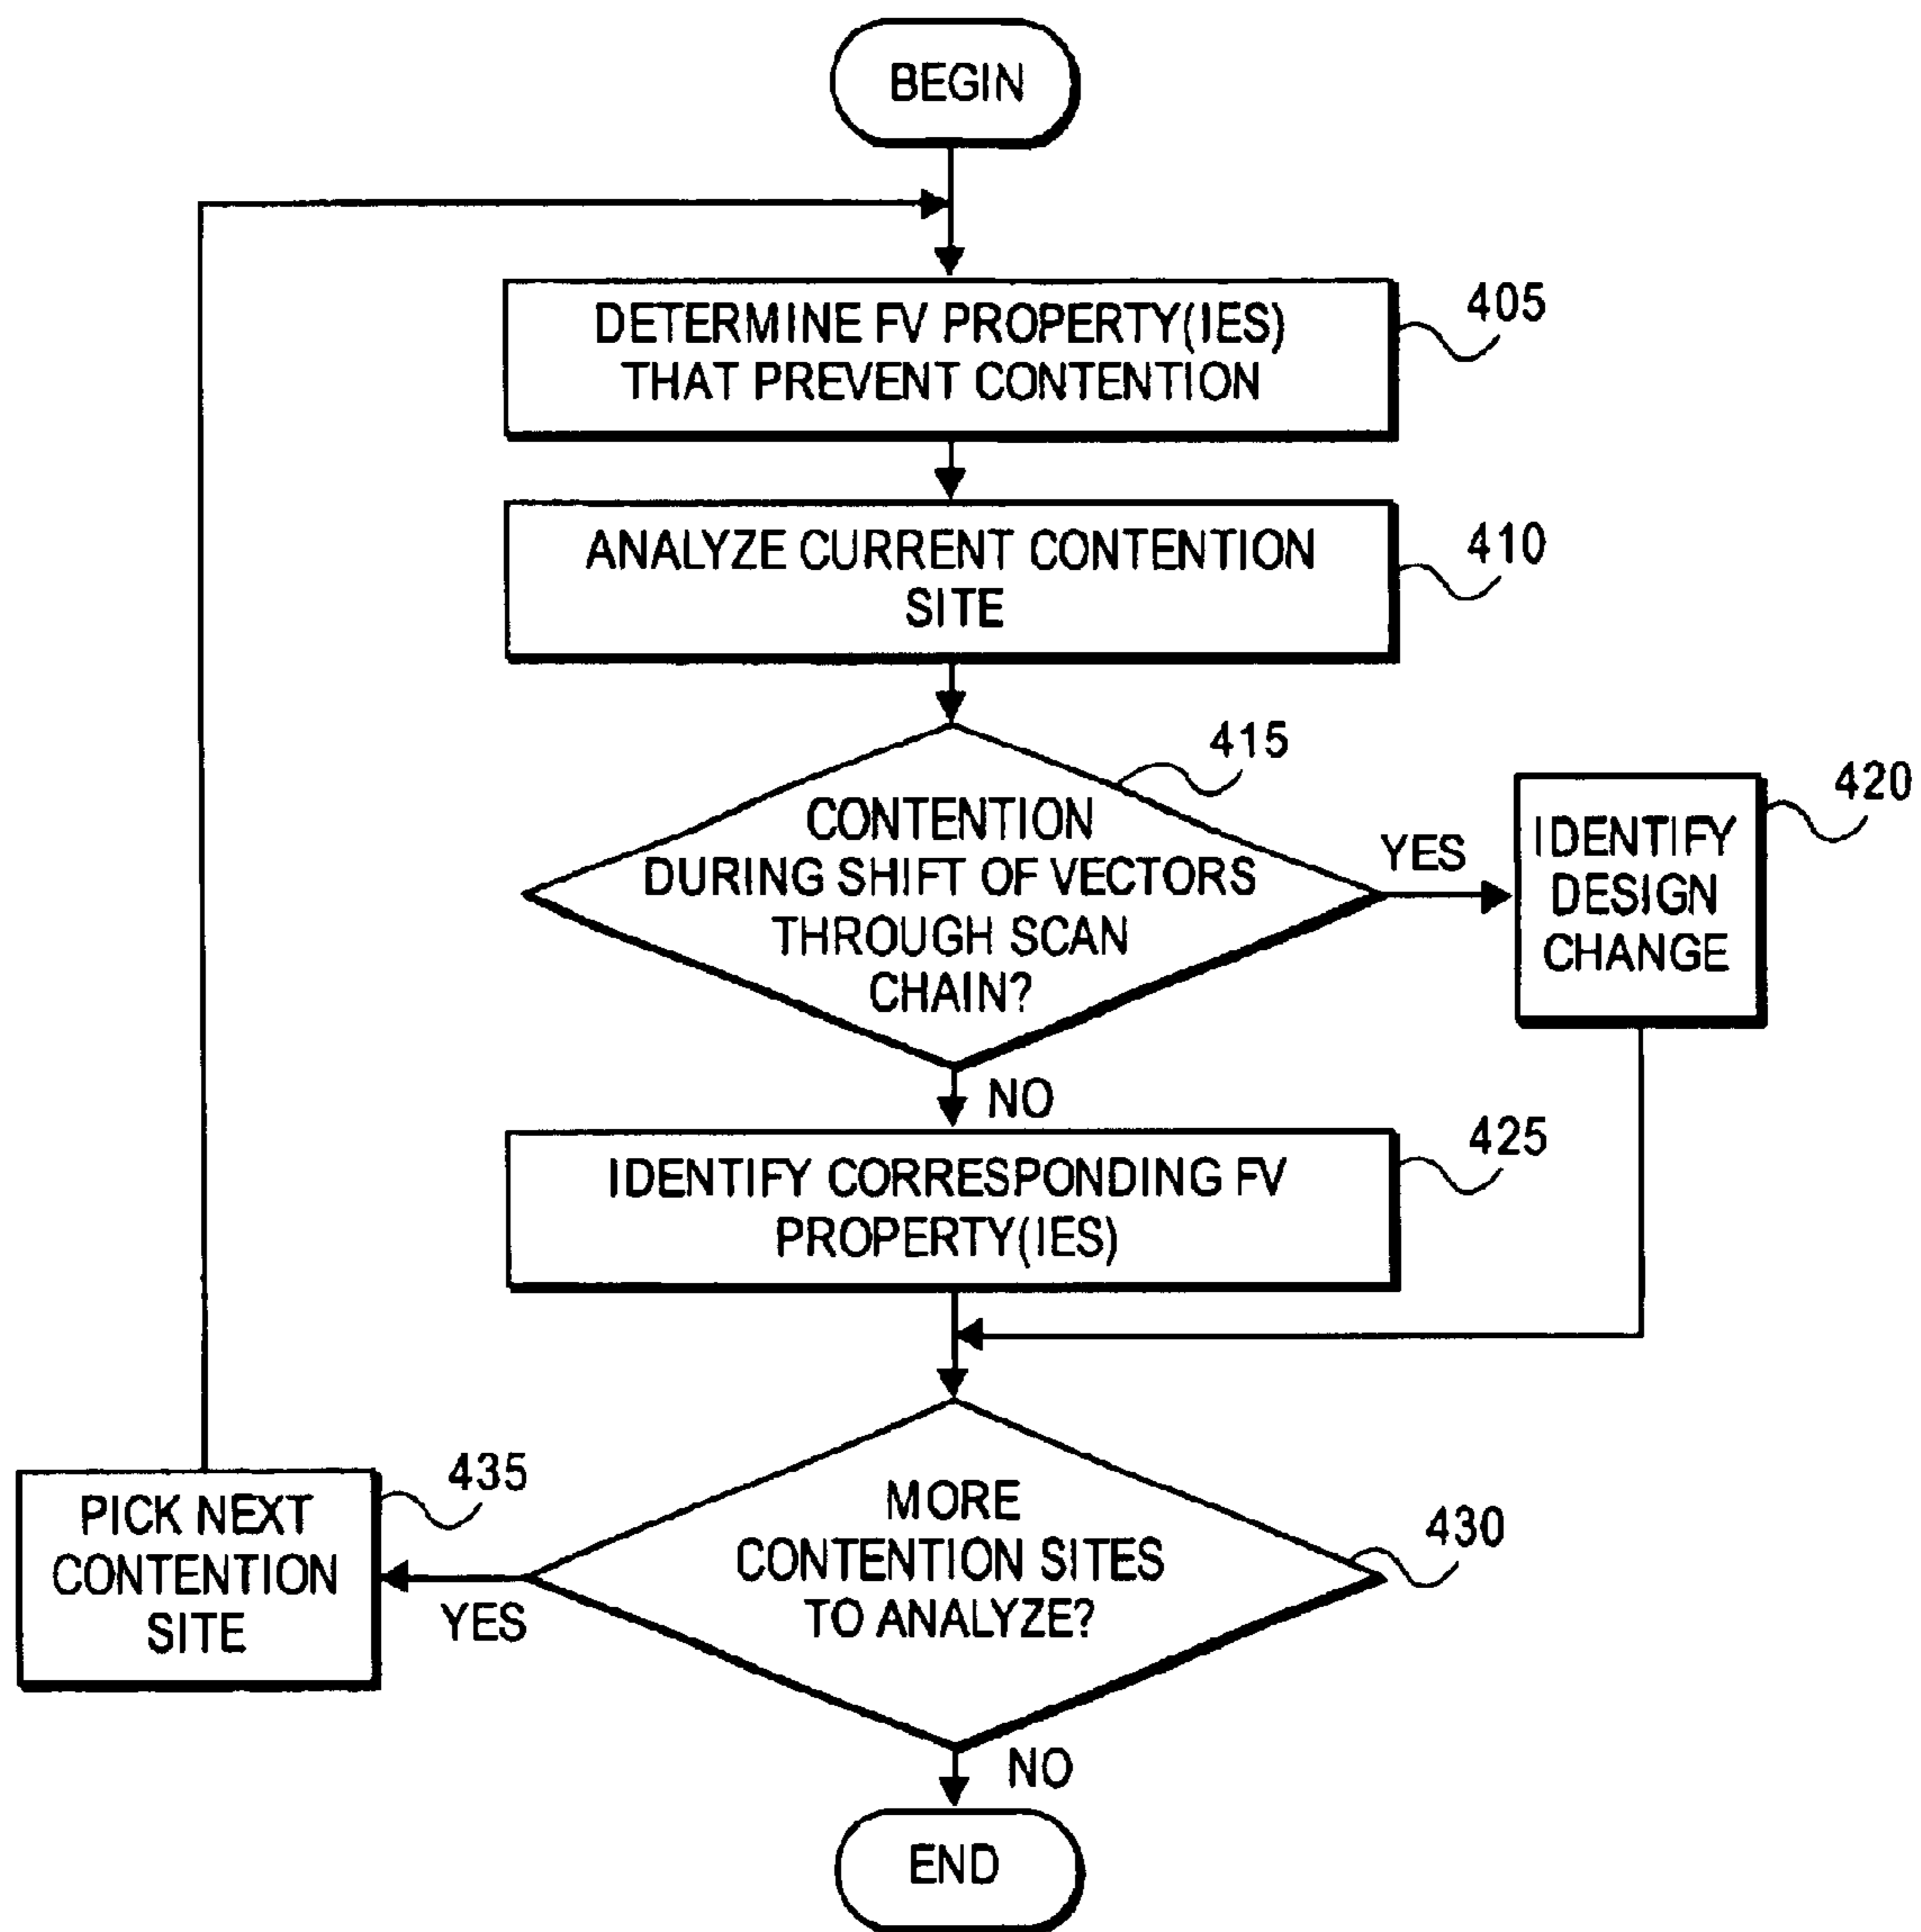 BEGIN
DETERMINE FV PROPERTY(IES)
THAT PREVENT CONTENTION
405
ANALYZE CURRENT CONTENTION
SITE
410
415
CONTENTION
DURING SHIFT OF VECTORS
THROUGH SCAN
CHAIN?
YES
420
IDENTIFY
DESIGN
CHANGE
NO
425
IDENTIFY CORRESPONDING FV
PROPERTY(IES)
435
PICK NEXT
CONTENTION
SITE
YES
MORE
CONTENTION SITES
TO ANALYZE?
430
NO
END